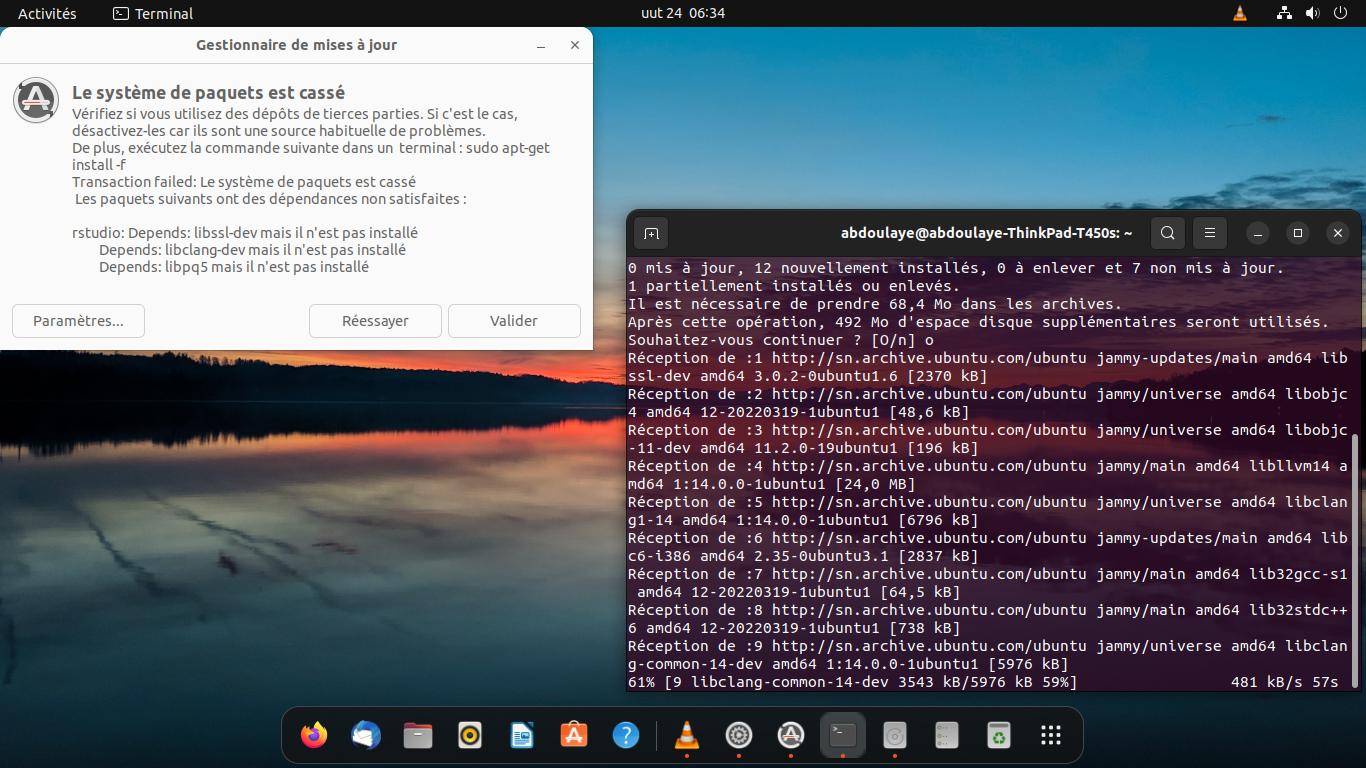 Activités
Terminal
uut 24 06:34
Gestionnaire de mises à jour
Le système de paquets est cassé
Vérifiez si vous utilisez des dépôts de tierces parties. Si c'est le cas,
désactivez-les car ils sont une source habituelle de problèmes.
De plus, exécutez la commande suivante dans un terminal : sudo apt-get
install -f
Transaction failed: Le système de paquets est cassé
Les paquets suivants ont des dépendances non satisfaites :
rstudio: Depends: libssl-dev mais il n'est pas installé
Depends: libclang-dev mais il n'est pas installé
Depends: libpq5 mais il n'est pas installé
Paramètres...
Réessayer
Valider
abdoulaye@abdoulaye-ThinkPad-T450s: ~
0 mis à jour, 12 nouvellement installés, 0 à enlever et 7 non mis à jour.
1 partiellement installés ou enlevés.
Il est nécessaire de prendre 68,4 Mo dans les archives.
Après cette opération, 492 Mo d'espace disque supplémentaires seront utilisés.
Souhaitez-vous continuer ? [O/n] o
Réception de :1 http://sn.archive.ubuntu.com/ubuntu jammy-updates/main amd64 lib
ssl-dev amd64 3.0.2-0ubuntu1.6 [2370 kB]
Réception de :2 http://sn.archive.ubuntu.com/ubuntu jammy/universe amd64 libobjc
4 amd64 12-20220319-1ubuntu1 [48,6 kB]
Réception de :3 http://sn.archive.ubuntu.com/ubuntu jammy/universe amd64 libobjc
-11-dev amd64 11.2.0-19ubuntu1 [196 kB]
Réception de :4 http://sn.archive.ubuntu.com/ubuntu jammy/main amd64 libllvm14 a
md64 1:14.0.0-1ubuntu1 [24,0 MB]
Réception de :5 http://sn.archive.ubuntu.com/ubuntu jammy/universe amd64 libclan
g1-14 amd64 1:14.0.0-1ubuntu1 [6796 kB]
Réception de :6 http://sn.archive.ubuntu.com/ubuntu jammy-updates/main amd64 lib
c6-i386 amd64 2.35-0ubuntu3.1 [2837 kB]
Réception de :7 http://sn.archive.ubuntu.com/ubuntu jammy/main amd64 lib32gcc-s1
amd64 12-20220319-1ubuntu1 [64,5 kB]
Réception de :8 http://sn.archive.ubuntu.com/ubuntu jammy/main amd64 lib32stdc++
6 amd64 12-20220319-1ubuntu1 [738 kB]
Réception de :9 http://sn.archive.ubuntu.com/ubuntu jammy/universe amd64 libclan
g-common-14-dev amd64 1:14.0.0-1ubuntu1 [5976 kB]
61% [9 libclang-common-14-dev 3543 kB/5976 kB 59%] 481 kB/s 57s